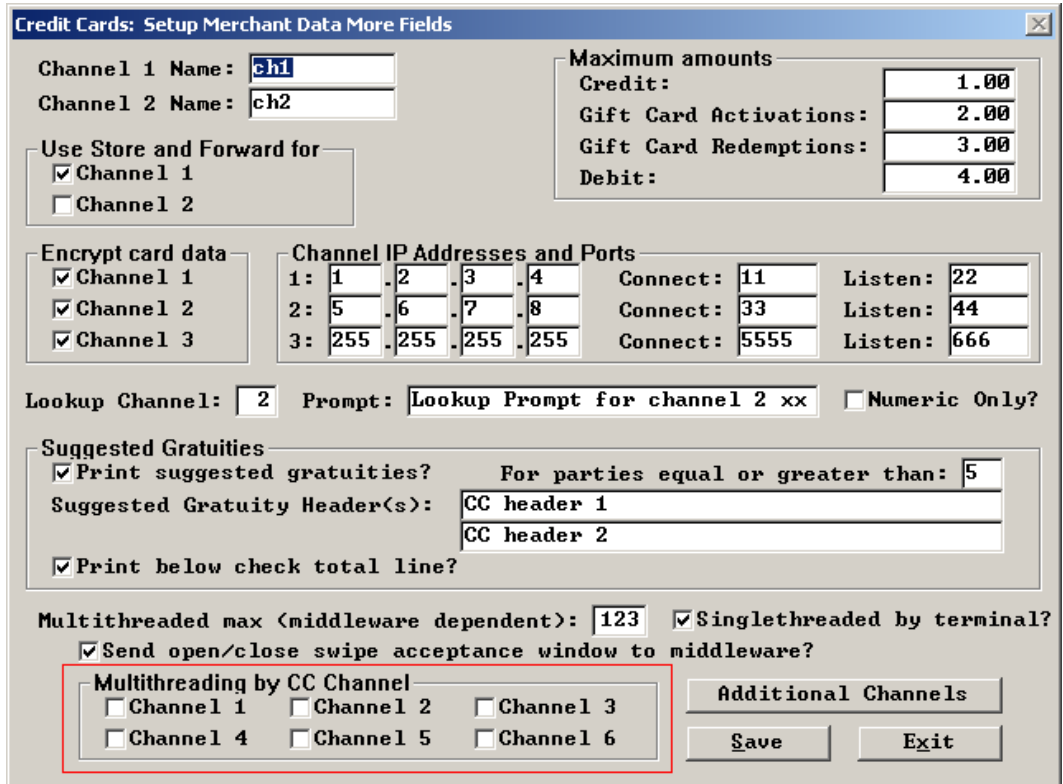 Credit Cards: Setup Merchant Data More Fields
Channel 1 Name: ch1
Channel 2 Name: ch2
Maximum amounts
Credit: 1.00
Gift Card Activations: 2.00
Gift Card Redemptions: 3.00
Debit: 4.00
Use Store and Forward for
Channel 1
Channel 2
Encrypt card data
Channel 1
Channel 2
Channel 3
Channel IP Addresses and Ports
1: 1 .2 .3 .4 Connect: 11 Listen: 22
2: 5 .6 .7 .8 Connect: 33 Listen: 44
3: 255 .255 .255 .255 Connect: 5555 Listen: 666
Lookup Channel: 2 Prompt: Lookup Prompt for channel 2 xx Numeric Only?
Suggested Gratuities
Print suggested gratuities? For parties equal or greater than: 5
Suggested Gratuity Header(s): CC header 1
CC header 2
Print below check total line?
Multithreaded max (middleware dependent): 123 Singlethreaded by terminal?
Send open/close swipe acceptance window to middleware?
Multithreading by CC Channel
Channel 1 Channel 2 Channel 3
Channel 4 Channel 5 Channel 6
Additional Channels
Save Exit